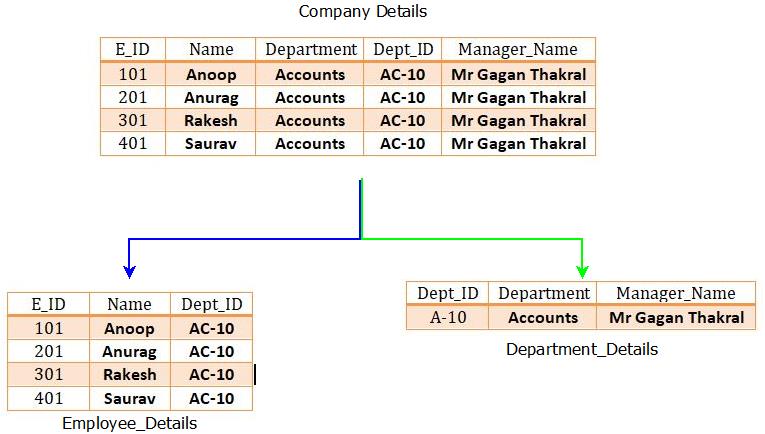 Company Details
E_ID Name Department Dept_ID Manager_Name
101 Anoop Accounts AC-10 Mr Gagan Thakral
201 Anurag Accounts AC-10 Mr Gagan Thakral
301 Rakesh Accounts AC-10 Mr Gagan Thakral
401 Saurav Accounts AC-10 Mr Gagan Thakral
E_ID Name Dept_ID
101 Anoop AC-10
201 Anurag AC-10
301 Rakesh AC-10
401 Saurav AC-10
Employee_Details
Dept_ID Department Manager_Name
A-10 Accounts Mr Gagan Thakral
Department_Details